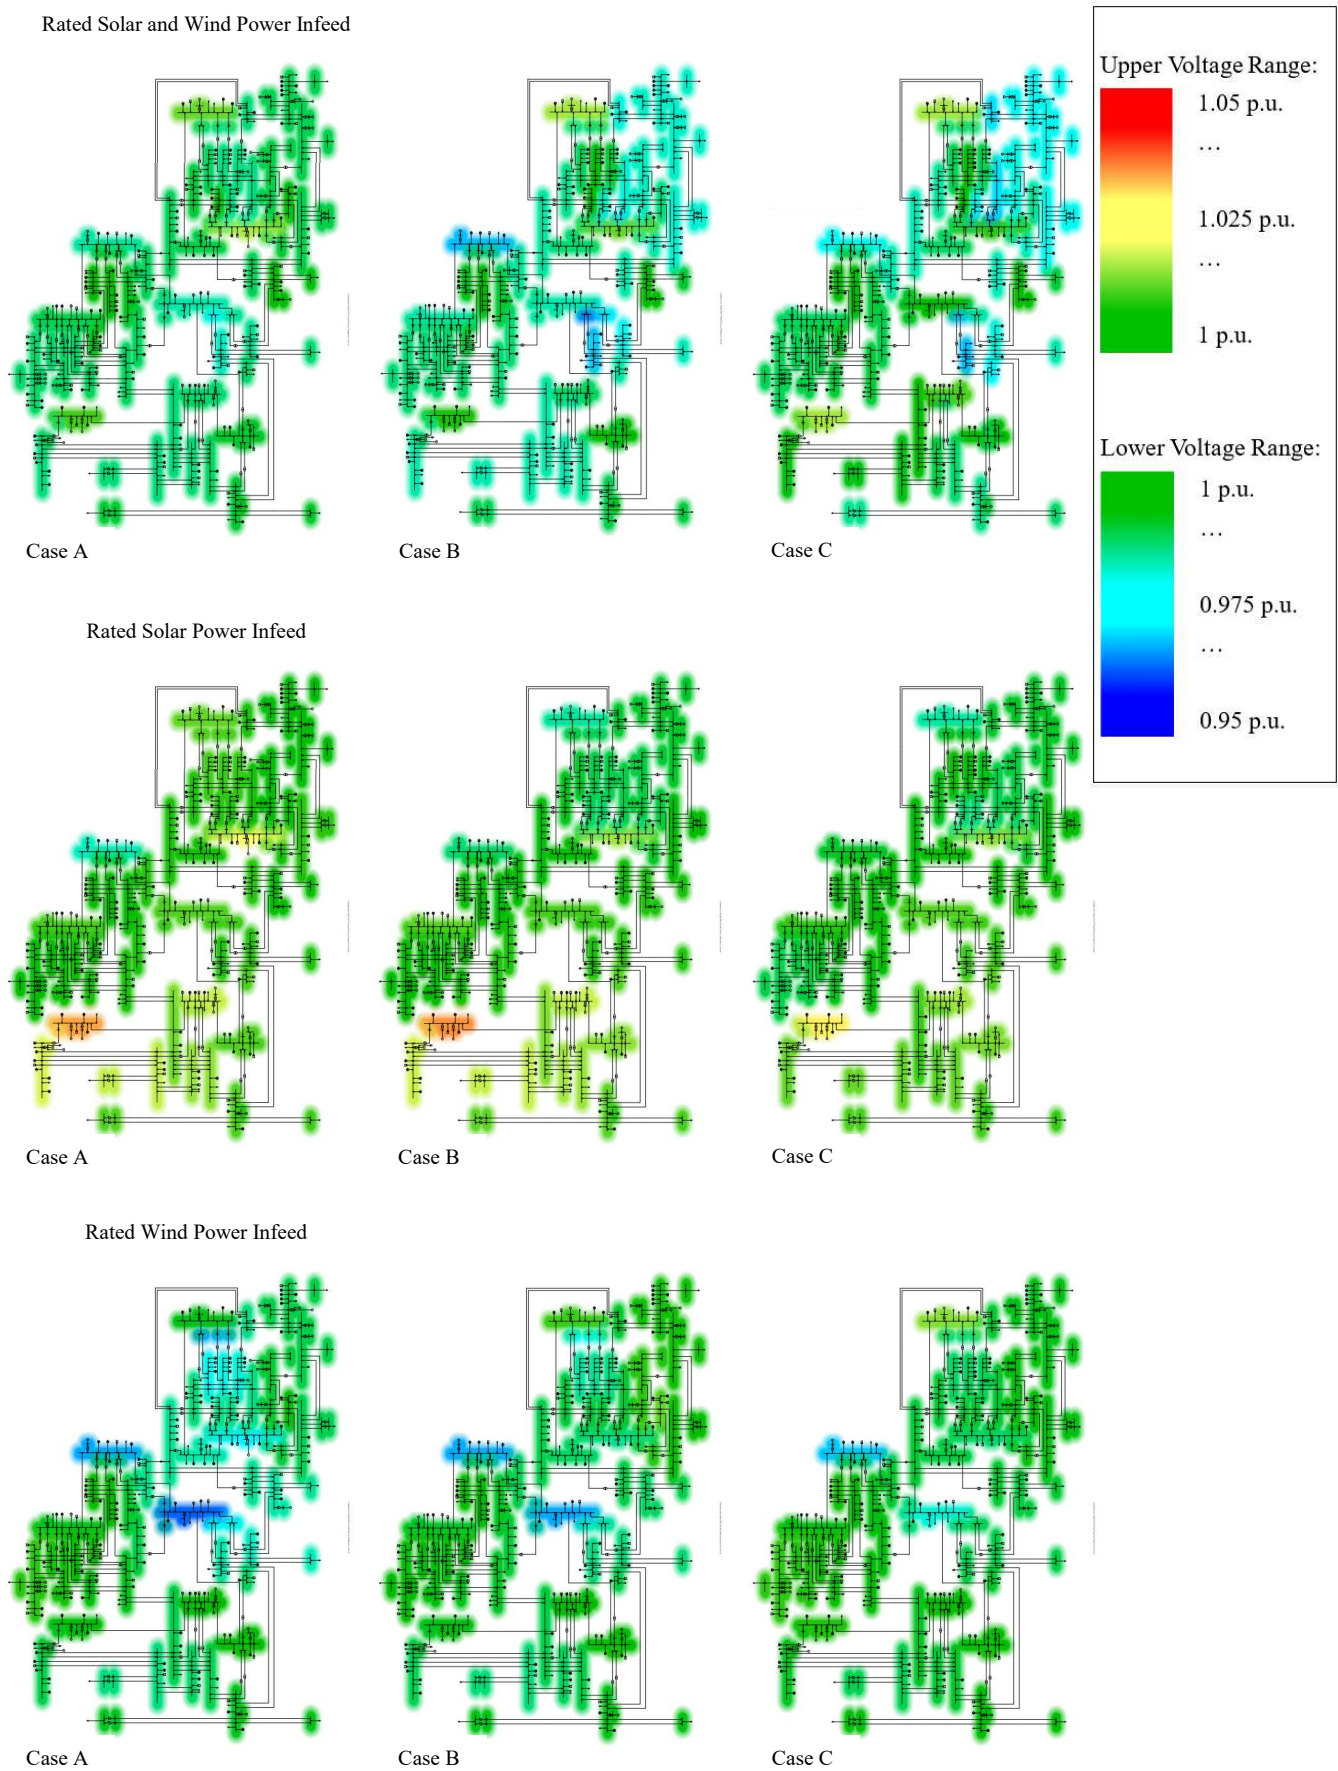 Rated Solar and Wind Power Infeed
Upper Voltage Range:
1.05 p.u.
...
1.025 p.u.
...
1 p.u.
Lower Voltage Range:
1 p.u.
...
0.975 p.u.
...
0.95 p.u.
Case A
Case B
Case C
Rated Solar Power Infeed
Case A
Case B
Case C
Rated Wind Power Infeed
Case A
Case B
Case C